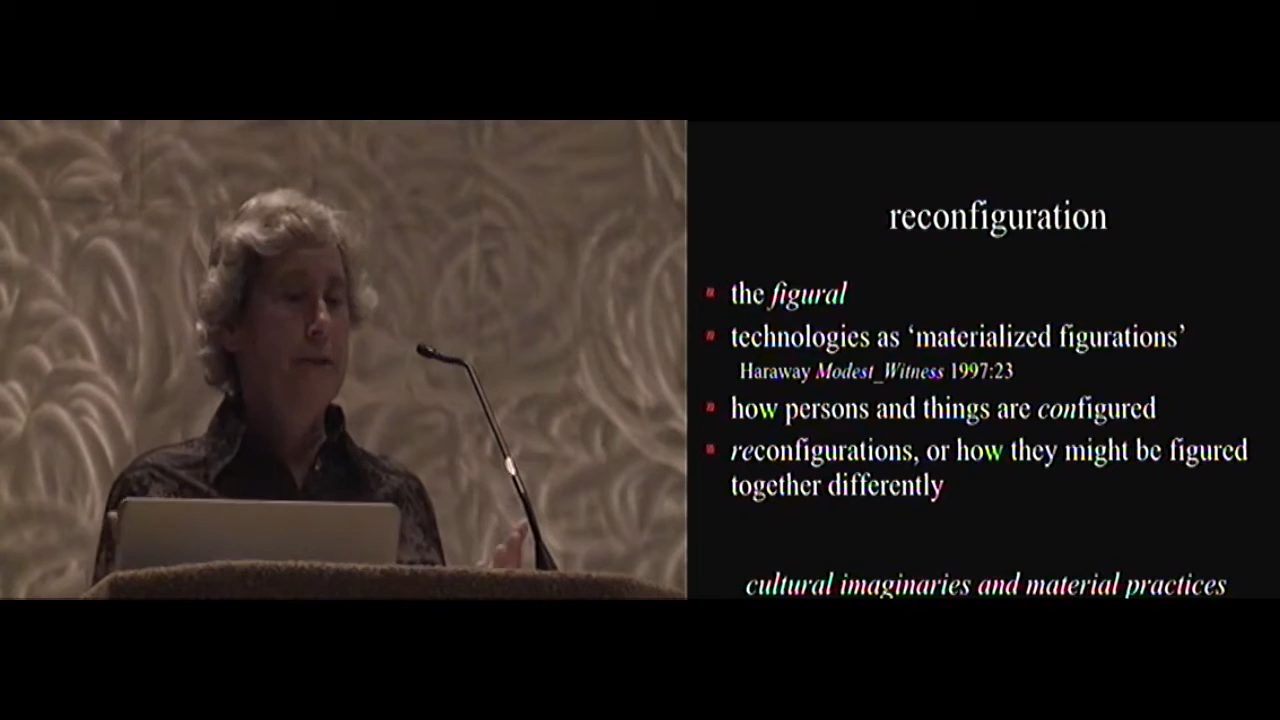 reconfiguration
the figural
technologies as ‘materialized figurations’
Haraway Modest_Witness 1997:23
how persons and things are configured
reconfigurations, or how they might be figured
together differently
cultural imaginaries and material practices